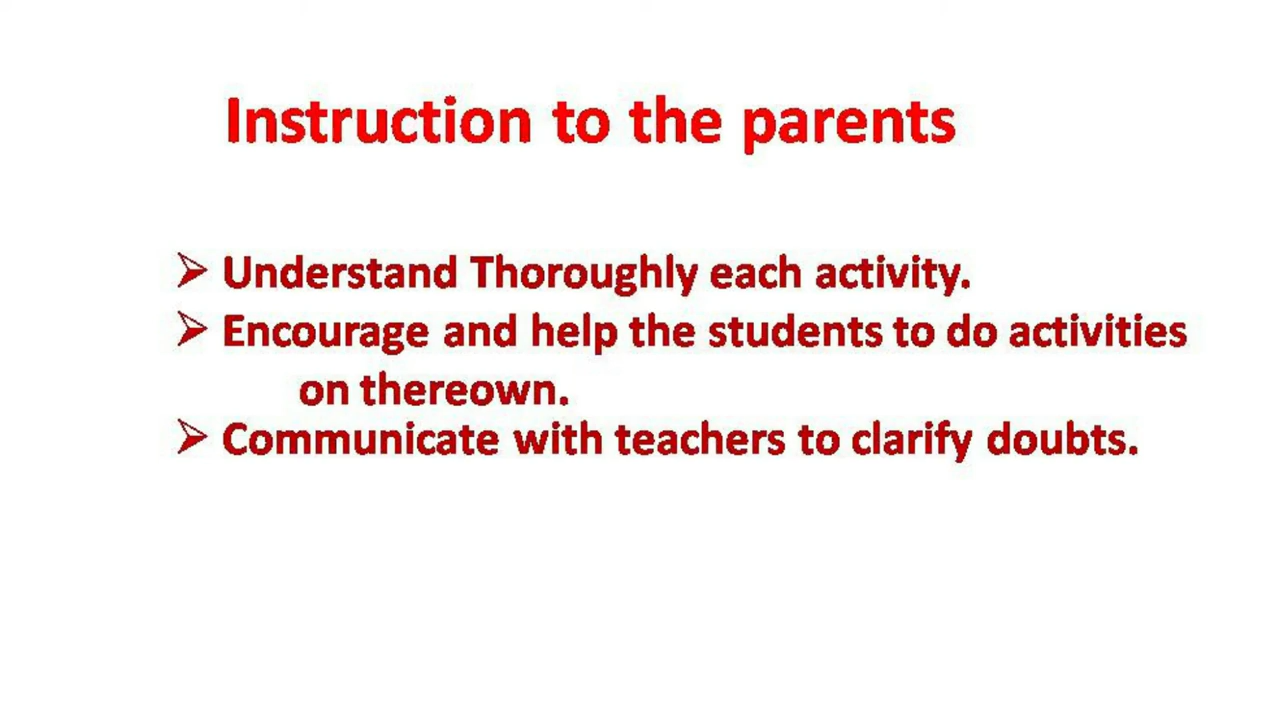 Instruction to the parents
➢ Understand Thoroughly each activity.
➢ Encourage and help the students to do activities
on thereown.
➢ Communicate with teachers to clarify doubts.